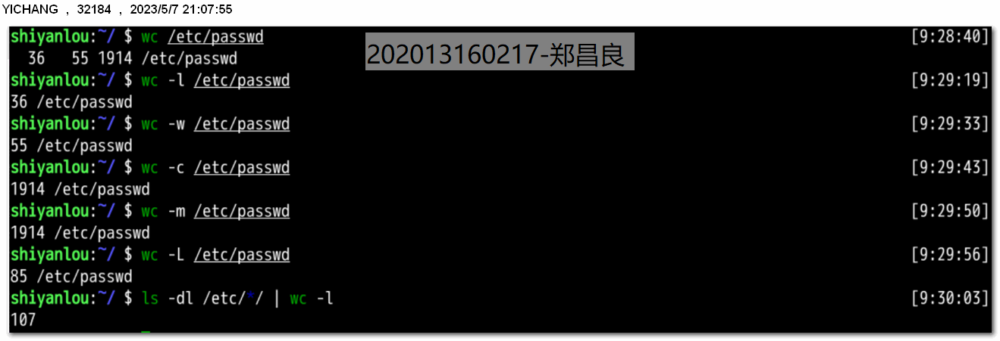 YICHANG , 32184 , 2023/5/7 21:07:55
shiyanlou:~/ $ wc /etc/passwd [9:28:40]
202013160217-郑昌良
36 55 1914 /etc/passwd
shiyanlou:~/ $ wc -l /etc/passwd [9:29:19]
36 /etc/passwd
shiyanlou:~/ $ wc -w /etc/passwd [9:29:33]
55 /etc/passwd
shiyanlou:~/ $ wc -c /etc/passwd [9:29:43]
1914 /etc/passwd
shiyanlou:~/ $ wc -m /etc/passwd [9:29:50]
1914 /etc/passwd
shiyanlou:~/ $ wc -L /etc/passwd [9:29:56]
85 /etc/passwd
shiyanlou:~/ $ ls -dl /etc/*/ | wc -l [9:30:03]
107